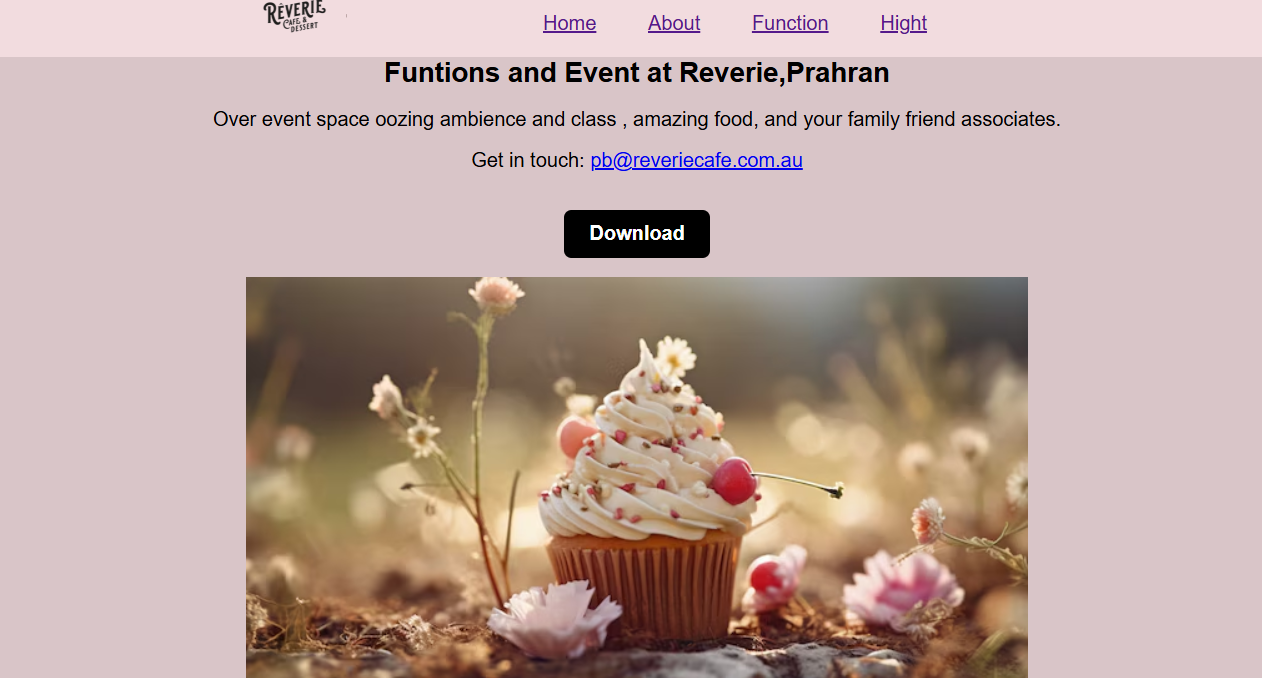 RÊVERIE
CAFE &
DESSERT
Home About Function Hight
Funtions and Event at Reverie,Prahran
Over event space oozing ambience and class , amazing food, and your family friend associates.
Get in touch: pb@reveriecafe.com.au
Download